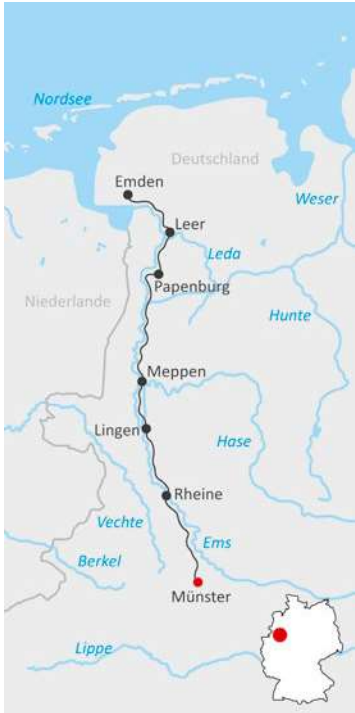 Nordsee
Deutschland
Emden
Weser
Leer
Leda
Papenburg
Niederlande
Hunte
Meppen
Lingen
Hase
Rheine
Vechte
Ems
Berkel
Münster
Lippe